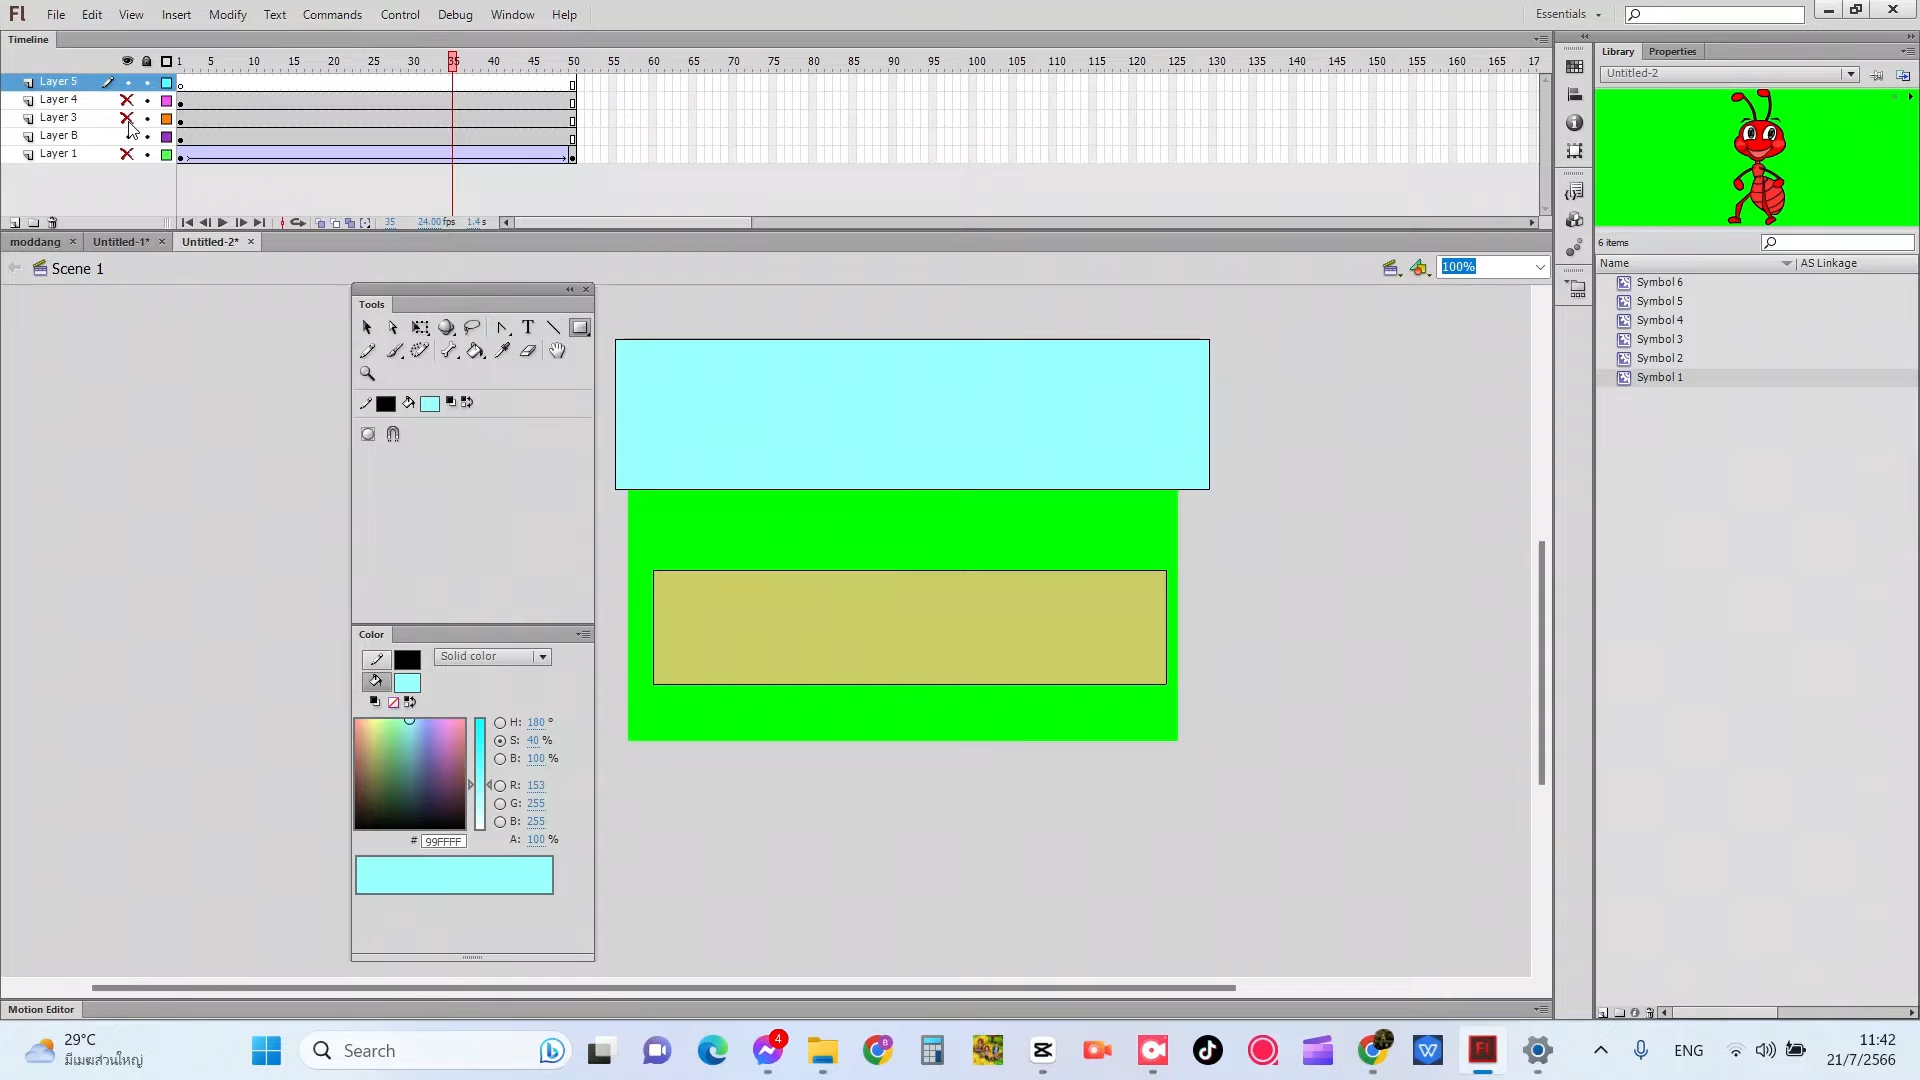 Fl File Edit View Insert Modify Text Commands Control Debug Window Help Essentials
Timeline
1 5 10 15 20 25 30 35 40 45 50 55 60 65 70 75 80 85 90 95 100 105 110 115 120 125 130 135 140 145 150 155 160 165 17
Layer 5
Layer 4
Layer 3
Layer B
Layer 1
35 24.00 fps 1.4 s
moddang Untitled-1* Untitled-2*
Scene 1
100%
Tools
Color
Solid color
H: 180 °
S: 40 %
B: 100 %
R: 153
G: 255
B: 255
A: 100 %
# 99FFFF
Library Properties
Untitled-2
6 items
Name AS Linkage
Symbol 6
Symbol 5
Symbol 4
Symbol 3
Symbol 2
Symbol 1
Motion Editor
29°C
มีเมฆส่วนใหญ่
Search
4
ENG
11:42
21/7/2566